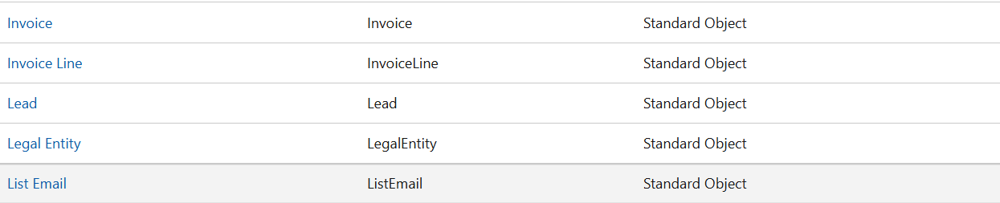 Invoice Invoice Standard Object
Invoice Line InvoiceLine Standard Object
Lead Lead Standard Object
Legal Entity LegalEntity Standard Object
List Email ListEmail Standard Object